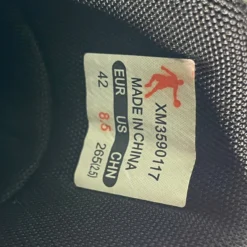 XM3590117
MADE IN CHINA
EUR US CHN
42 8.5 265(2.5)